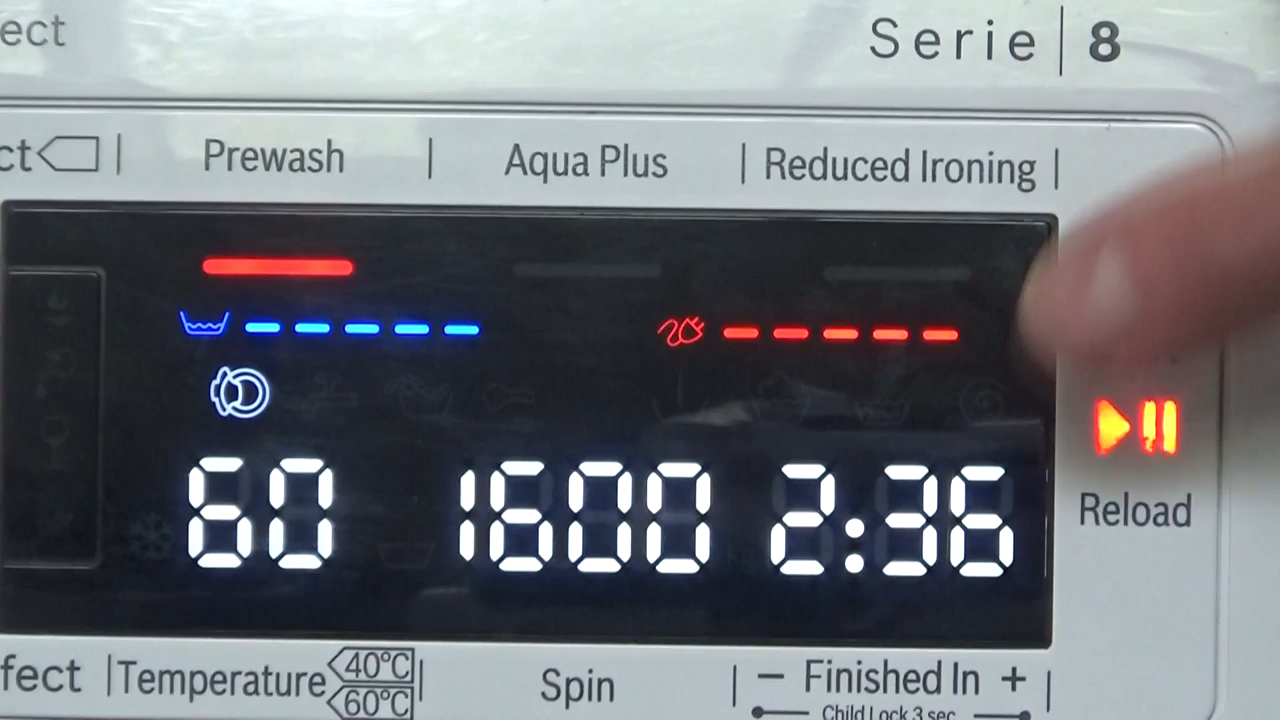 ect
Serie | 8
ct | Prewash | Aqua Plus | Reduced Ironing |
60 1600 2:36
Reload
fect | Temperature 40°C 60°C | Spin | − Finished In + |
Child Lock 3 sec